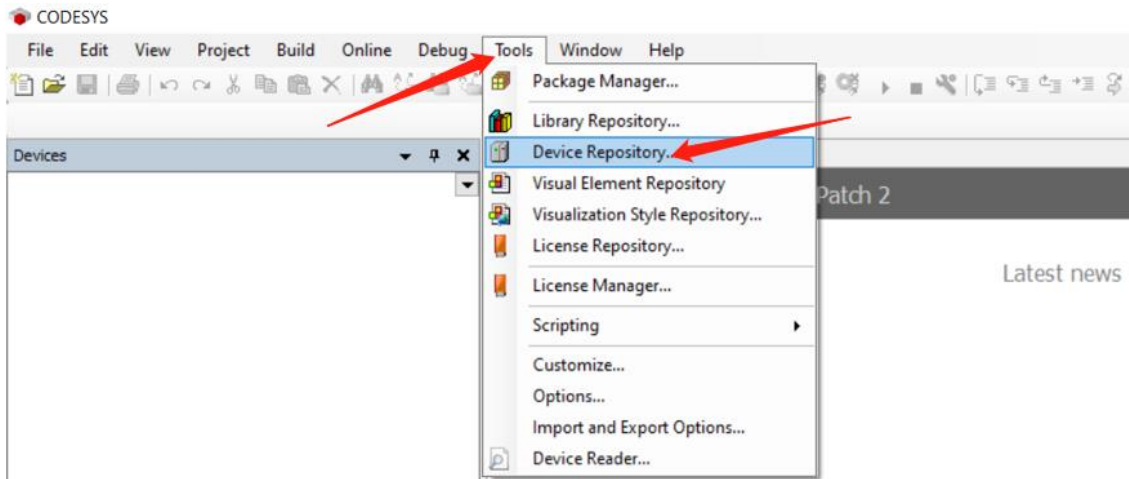 CODESYS
File Edit View Project Build Online Debug Tools Window Help
Package Manager...
Library Repository...
Devices
Device Repository...
Visual Element Repository
Patch 2
Visualization Style Repository...
License Repository...
Latest news
License Manager...
Scripting
Customize...
Options...
Import and Export Options...
Device Reader...